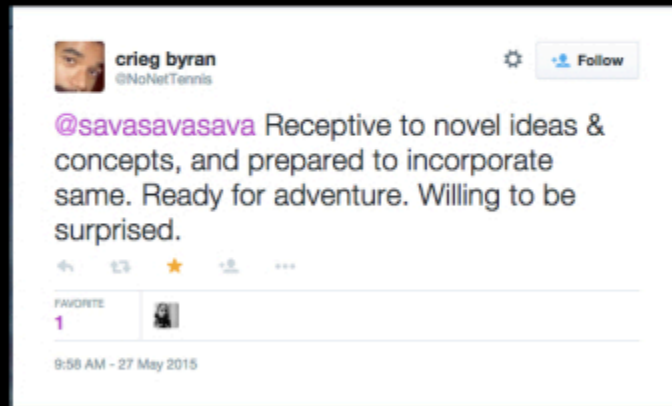 crieg byran
@NoNetTennis
Follow
@savasavasava Receptive to novel ideas &
concepts, and prepared to incorporate
same. Ready for adventure. Willing to be
surprised.
FAVORITE
1
9:58 AM - 27 May 2015